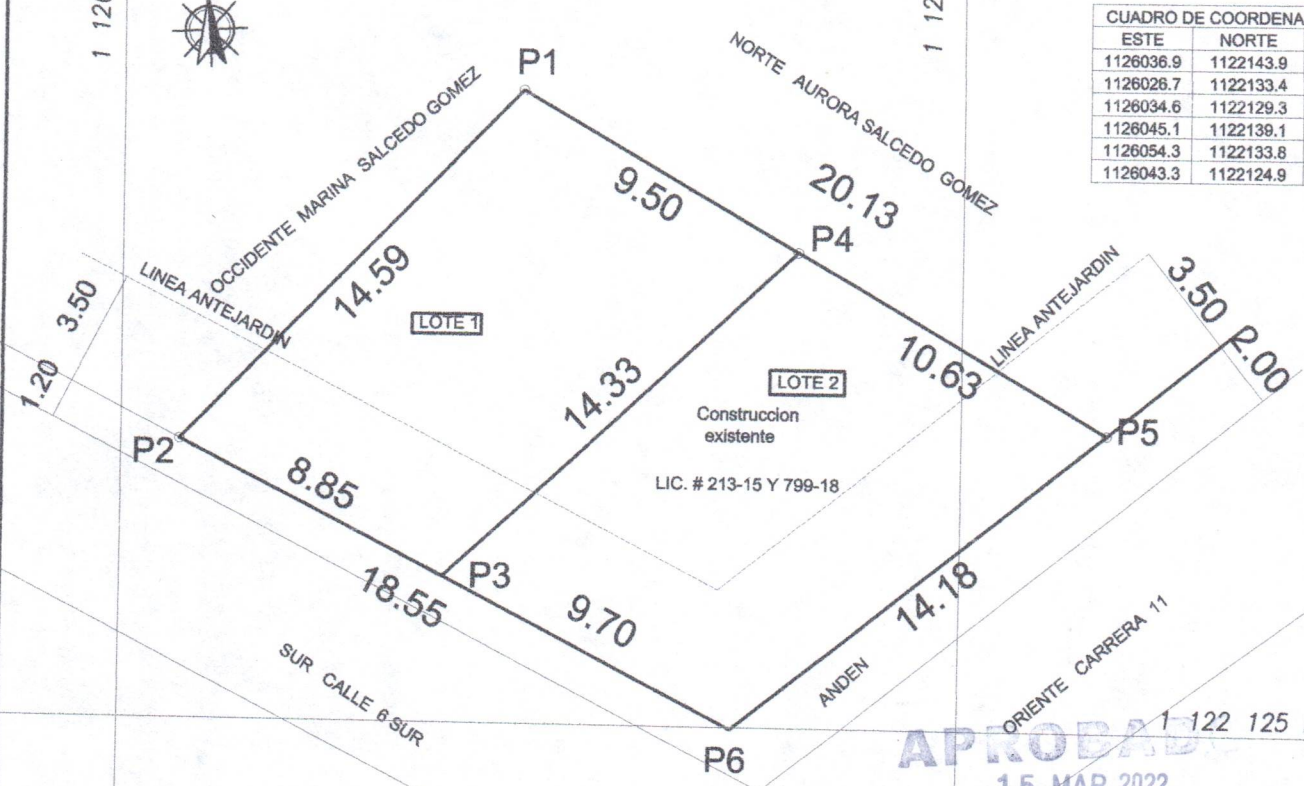 1 12
CUADRO DE COORDENA
ESTE NORTE
1126036.9 1122143.9
1126026.7 1122133.4
1126034.6 1122129.3
1126045.1 1122139.1
1126054.3 1122133.8
1126043.3 1122124.9
P1
NORTE AURORA SALCEDO GOMEZ
OCCIDENTE MARINA SALCEDO GOMEZ
9.50
20.13
P4
LINEA ANTEJARDIN
14.59
3.50
LOTE 1
LINEA ANTEJARDIN
3.50
2.00
1.20
14.33
10.63
LOTE 2
Construccion
existente
P5
P2
8.85
LIC. # 213-15 Y 799-18
P3
18.55
9.70
14.18
SUR CALLE 6 SUR
ANDEN
ORIENTE CARRERA 11
1 122 125
P6
APROBAD
15 MAR 2022